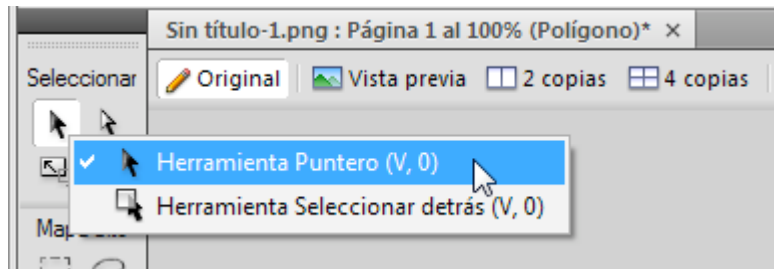 Sin título-1.png : Página 1 al 100% (Polígono)* ×
Seleccionar
Original Vista previa 2 copias 4 copias
Herramienta Puntero (V, 0)
Herramienta Seleccionar detrás (V, 0)